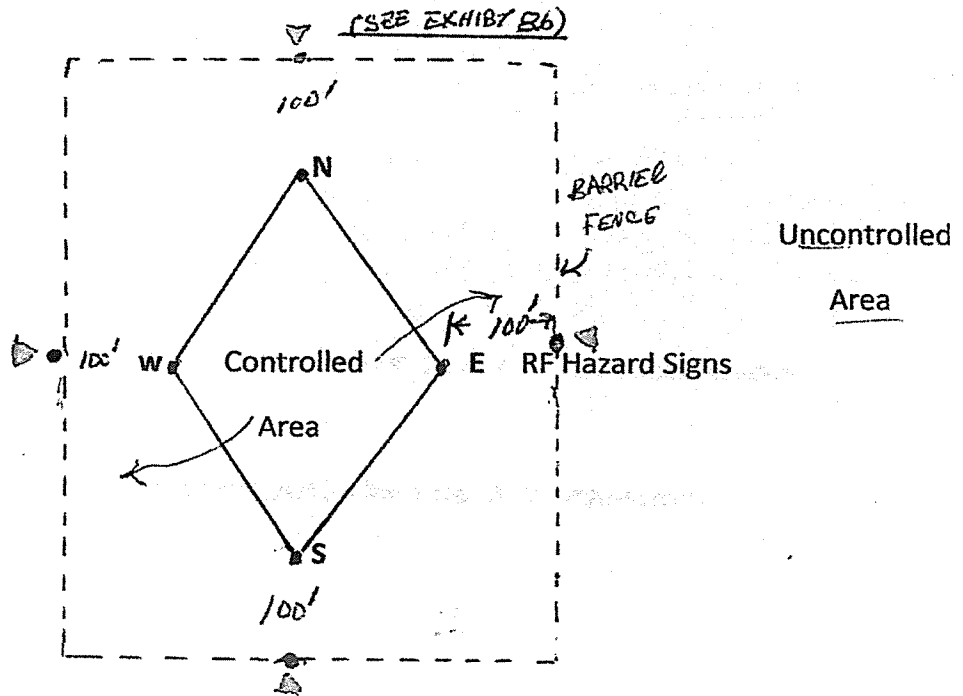 (SEE EXHIBIT B6)
100'
N
BARRIER
FENCE
Uncontrolled
Area
100'
100'
W
Controlled
E
RF Hazard Signs
Area
S
100'